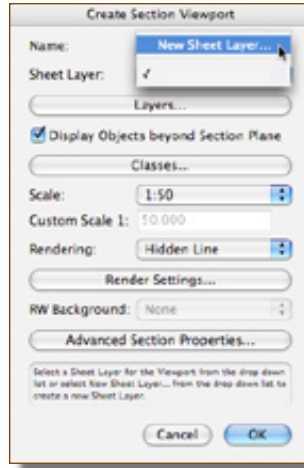 Create Section Viewport
Name:
New Sheet Layer...
Sheet Layer:
Layers...
Display Objects beyond Section Plane
Classes...
Scale: 1:50
Custom Scale 1: 50.000
Rendering: Hidden Line
Render Settings...
RW Background: None
Advanced Section Properties...
Select a Sheet Layer for the Viewport from the drop down
list or select New Sheet Layer... from the drop down list to
create a new Sheet Layer.
Cancel OK